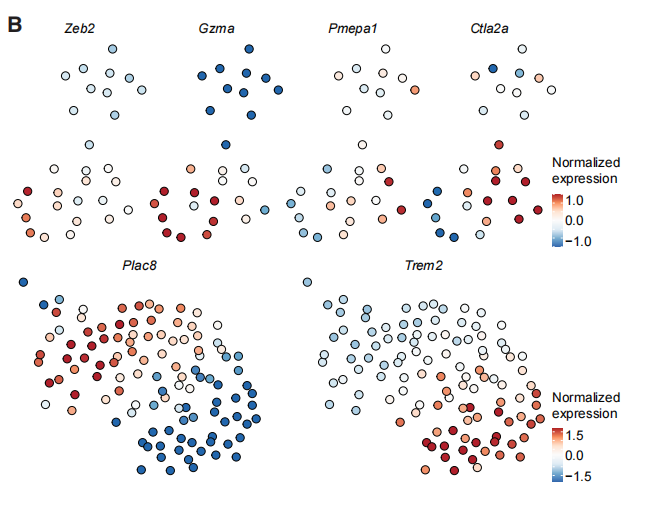 B
Zeb2 Gzma Pmepa1 Ctla2a
Normalized
expression
1.0
0.0
−1.0
Plac8 Trem2
Normalized
expression
1.5
0.0
−1.5